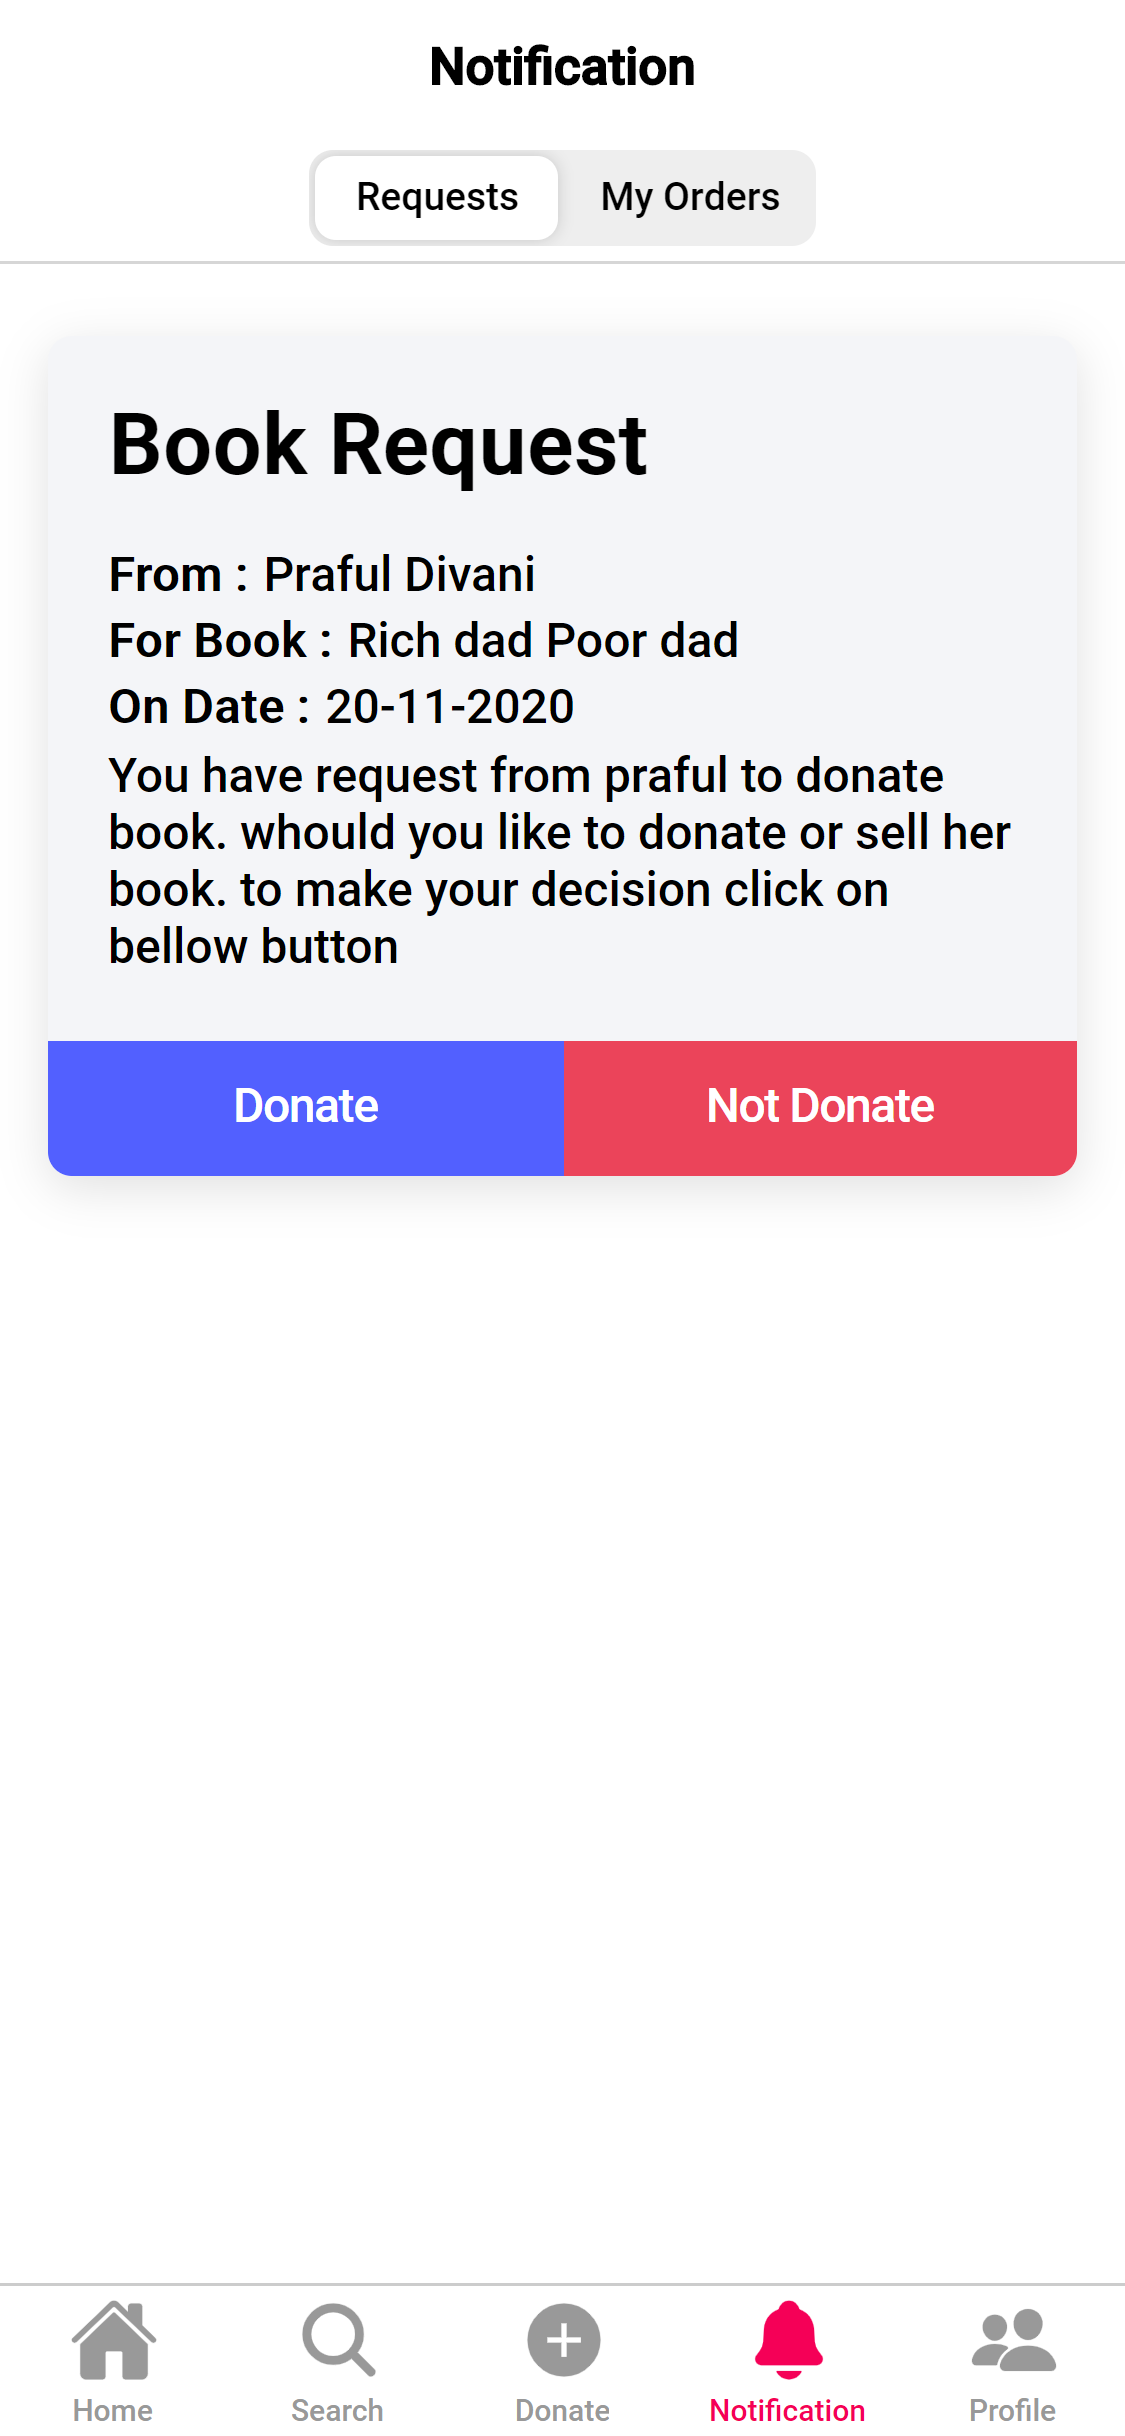 Notification
Requests
My Orders
Book Request
From : Praful Divani
For Book : Rich dad Poor dad
On Date : 20-11-2020
You have request from praful to donate
book. whould you like to donate or sell her
book. to make your decision click on
bellow button
Donate
Not Donate
Home
Search
Donate
Notification
Profile